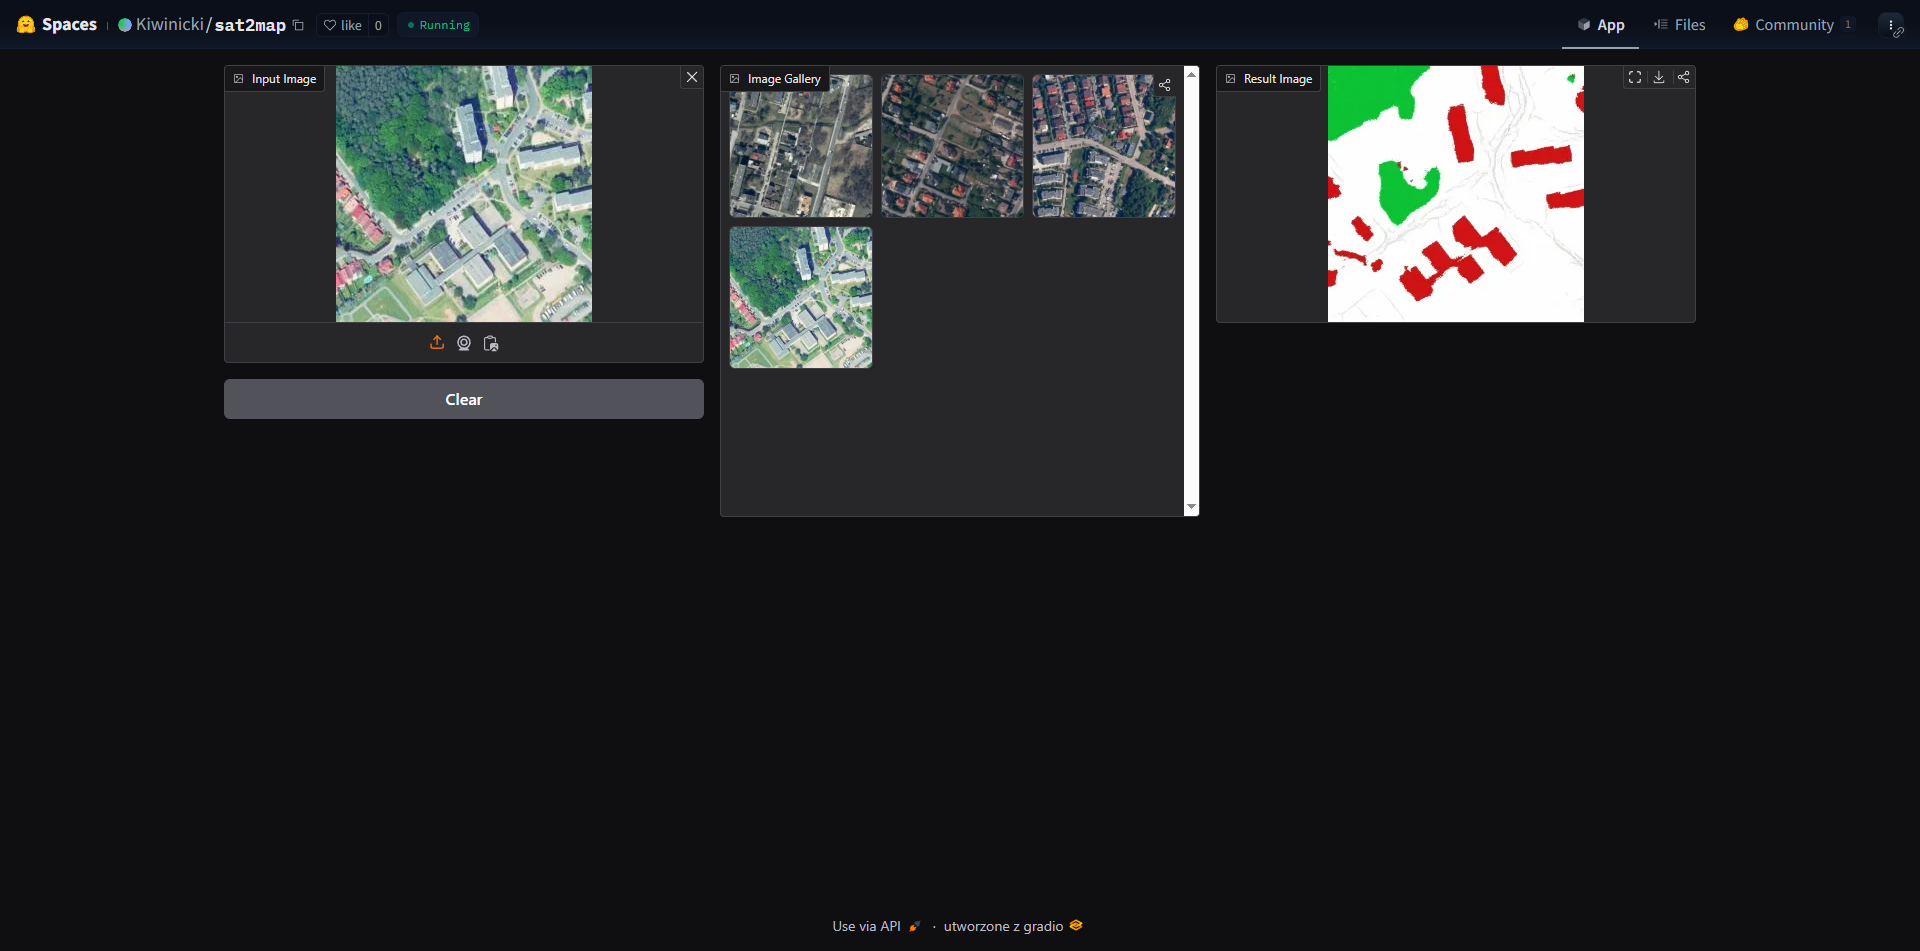 Spaces
Kiwinicki/sat2map
like 0
Running
App
Files
Community 1
Input Image
Image Gallery
Result Image
Clear
Use via API · utworzone z gradio